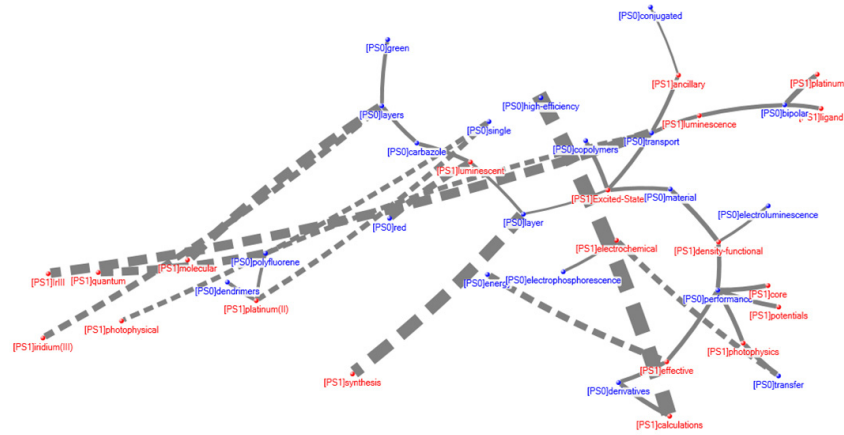 [PS0]conjugated
[PS0]green
[PS1]ancillary
[PS1]platinum
[PS0]high-efficiency
[PS0]layers
[PS0]bipolar
[PS1]luminescence
[PS0]single
[PS0]transport
[PS0]carbazole
[PS0]copolymers
[PS1]luminescent
[PS1]Excited-State
[PS0]material
[PS0]electroluminescence
[PS0]layer
[PS0]red
[PS1]electrochemical
[PS1]density-functional
[PS0]polyfluorene
[PS1]molecular
[PS1]IrIII
[PS1]quantum
[PS0]electrophosphorescence
[PS0]dendrimers
[PS1]core
[PS0]performance
[PS1]platinum(II)
[PS1]potentials
[PS1]photophysical
[PS1]iridium(III)
[PS1]photophysics
[PS1]effective
[PS1]synthesis
[PS0]transfer
[PS0]derivatives
[PS1]calculations